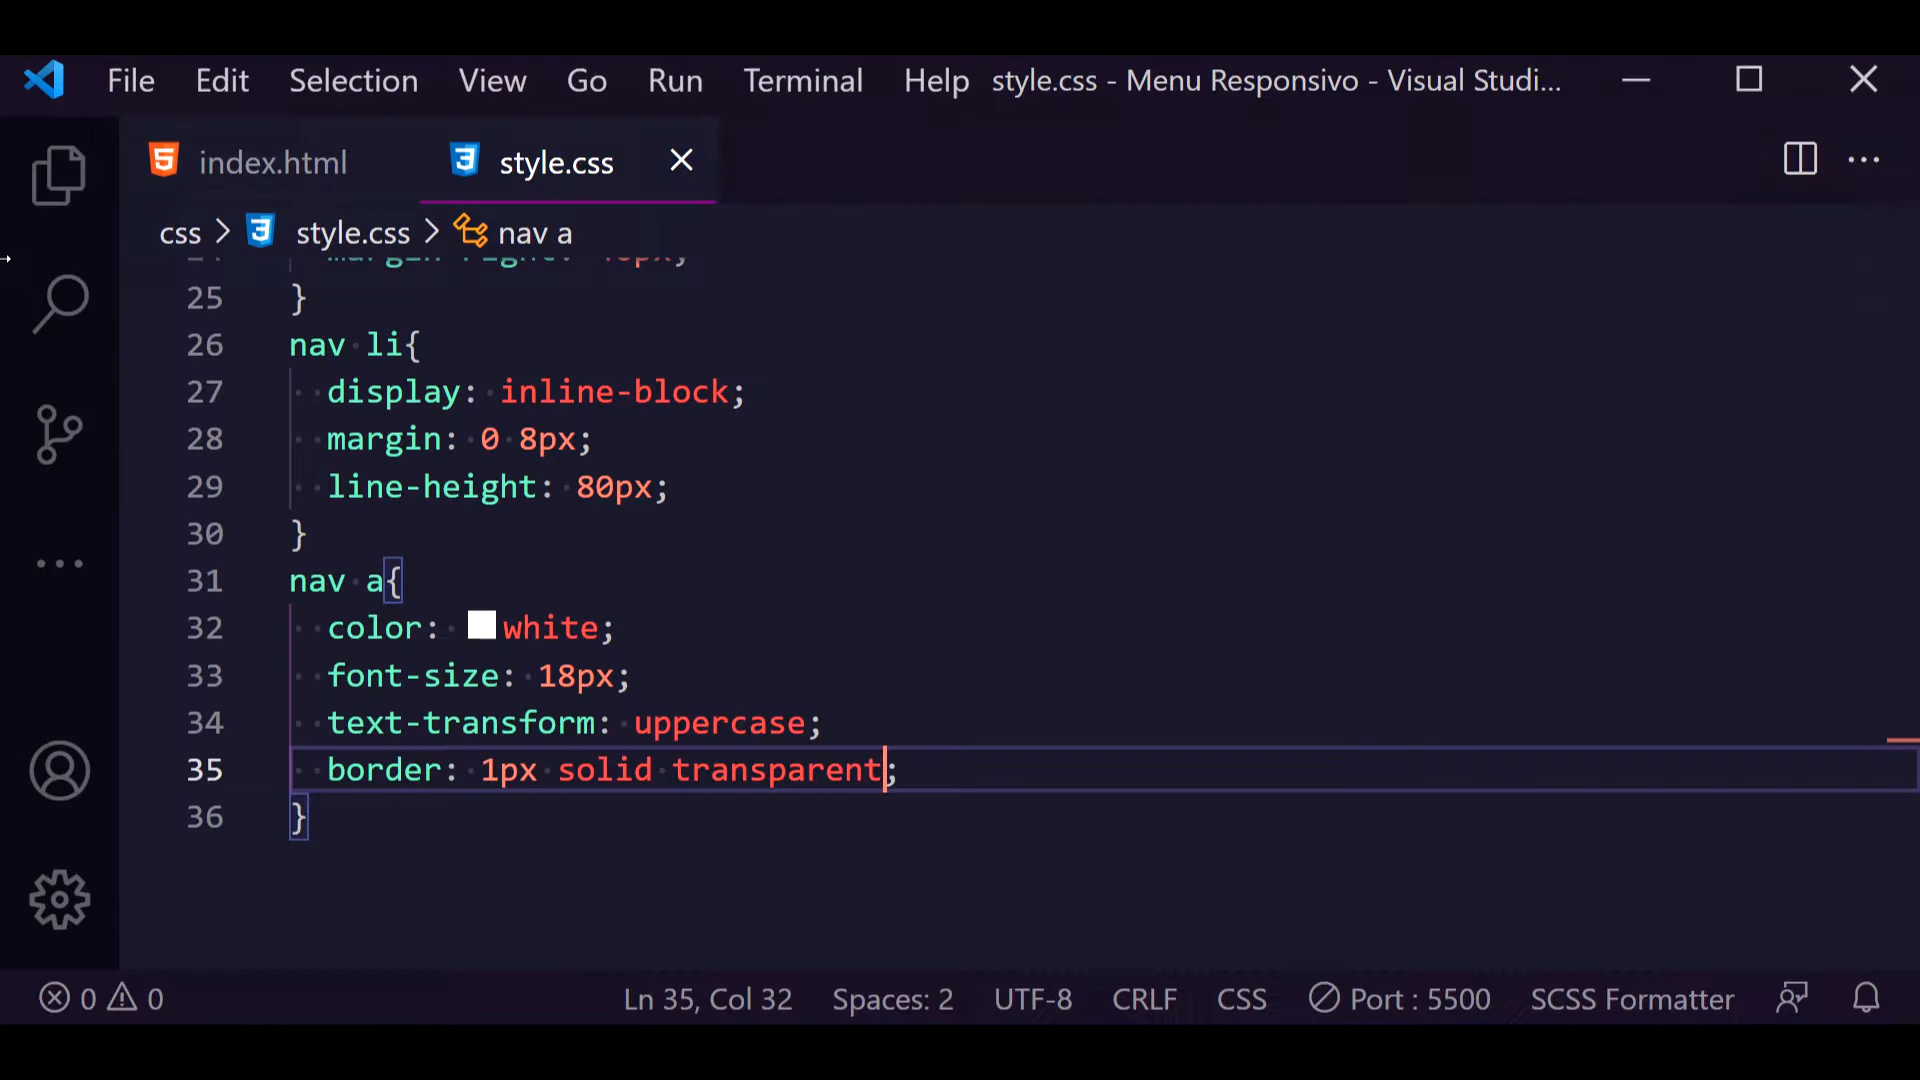 File Edit Selection View Go Run Terminal Help style.css - Menu Responsivo - Visual Studi...
index.html style.css
css > style.css > nav a
25 }
26 nav li{
27 display: inline-block;
28 margin: 0 8px;
29 line-height: 80px;
30 }
31 nav a{
32 color: white;
33 font-size: 18px;
34 text-transform: uppercase;
35 border: 1px solid transparent;
36 }
0 0 Ln 35, Col 32 Spaces: 2 UTF-8 CRLF CSS Port : 5500 SCSS Formatter